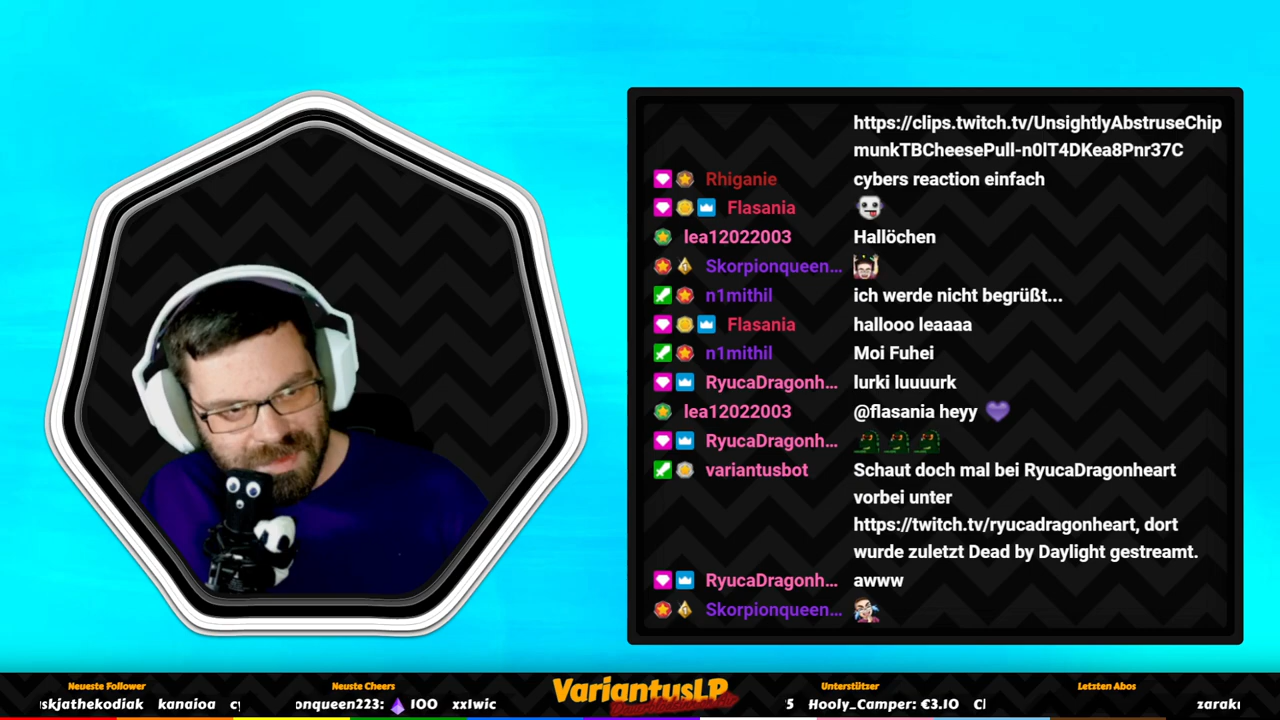 https://clips.twitch.tv/UnsightlyAbstruseChip
munkTBCheesePull-n0lT4DKea8Pnr37C
Rhiganie cybers reaction einfach
Flasania
lea12022003 Hallöchen
Skorpionqueen...
n1mithil ich werde nicht begrüßt...
Flasania hallooo leaaaa
n1mithil Moi Fuhei
RyucaDragonh... lurki luuuurk
lea12022003 @flasania heyy 💜
RyucaDragonh...
variantusbot Schaut doch mal bei RyucaDragonheart
vorbei unter
https://twitch.tv/ryucadragonheart, dort
wurde zuletzt Dead by Daylight gestreamt.
RyucaDragonh... awww
Skorpionqueen...
Neueste Follower Neuste Cheers VariantusLP Unterstützer Letzten Abos
skjathekodiak kanaioa onqueen223: 100 xx1wic 5 Hooly_Camper: €3.10 zarak